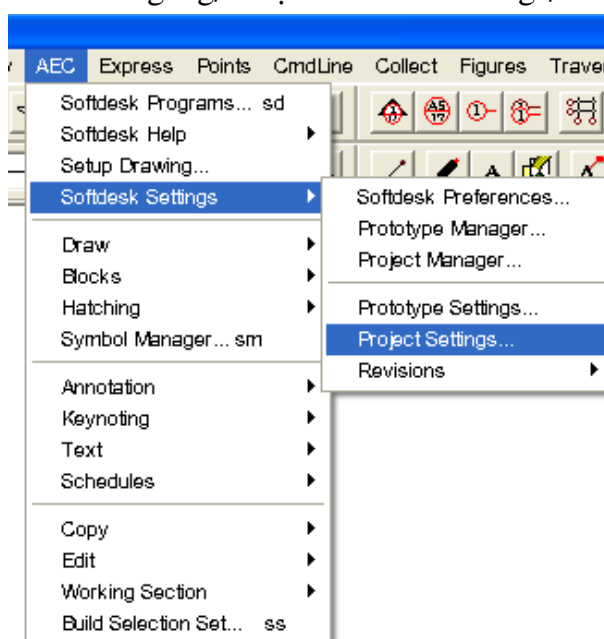 AEC Express Points CmdLine Collect Figures
Softdesk Programs... sd
Softdesk Help
Setup Drawing...
Softdesk Settings
Softdesk Preferences...
Prototype Manager...
Project Manager...
Prototype Settings...
Project Settings...
Revisions
Draw
Blocks
Hatching
Symbol Manager... sm
Annotation
Keynoting
Text
Schedules
Copy
Edit
Working Section
Build Selection Set... ss